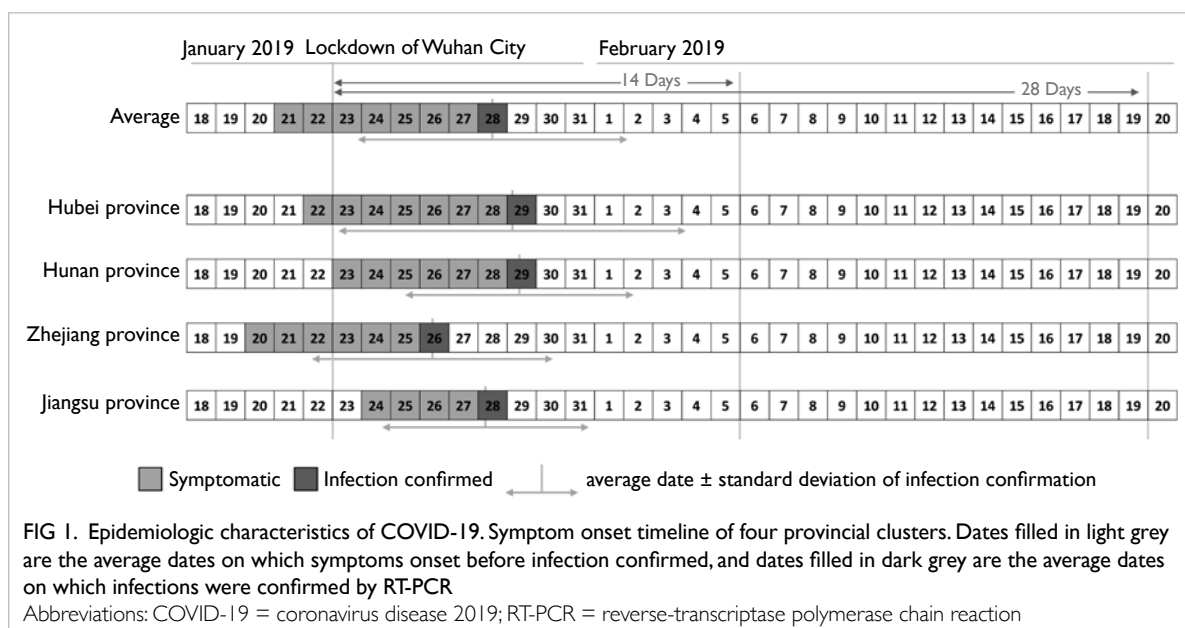 January 2019 Lockdown of Wuhan City February 2019
14 Days
28 Days
Average 18 19 20 21 22 23 24 25 26 27 28 29 30 31 1 2 3 4 5 6 7 8 9 10 11 12 13 14 15 16 17 18 19 20
Hubei province 18 19 20 21 22 23 24 25 26 27 28 29 30 31 1 2 3 4 5 6 7 8 9 10 11 12 13 14 15 16 17 18 19 20
Hunan province 18 19 20 21 22 23 24 25 26 27 28 29 30 31 1 2 3 4 5 6 7 8 9 10 11 12 13 14 15 16 17 18 19 20
Zhejiang province 18 19 20 21 22 23 24 25 26 27 28 29 30 31 1 2 3 4 5 6 7 8 9 10 11 12 13 14 15 16 17 18 19 20
Jiangsu province 18 19 20 21 22 23 24 25 26 27 28 29 30 31 1 2 3 4 5 6 7 8 9 10 11 12 13 14 15 16 17 18 19 20
Symptomatic Infection confirmed average date ± standard deviation of infection confirmation
FIG 1. Epidemiologic characteristics of COVID-19. Symptom onset timeline of four provincial clusters. Dates filled in light grey
are the average dates on which symptoms onset before infection confirmed, and dates filled in dark grey are the average dates
on which infections were confirmed by RT-PCR
Abbreviations: COVID-19 = coronavirus disease 2019; RT-PCR = reverse-transcriptase polymerase chain reaction